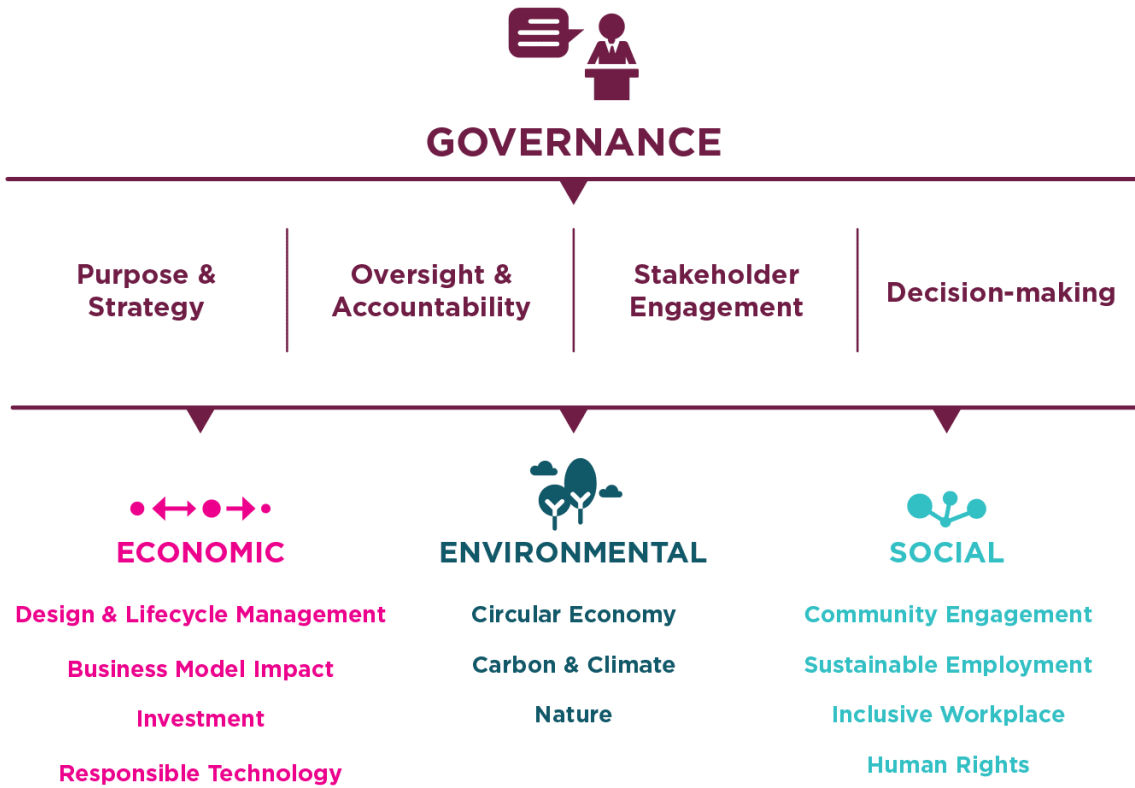 GOVERNANCE
Purpose &
Strategy
Oversight &
Accountability
Stakeholder
Engagement
Decision-making
ECONOMIC
Design & Lifecycle Management
Business Model Impact
Investment
Responsible Technology
ENVIRONMENTAL
Circular Economy
Carbon & Climate
Nature
SOCIAL
Community Engagement
Sustainable Employment
Inclusive Workplace
Human Rights